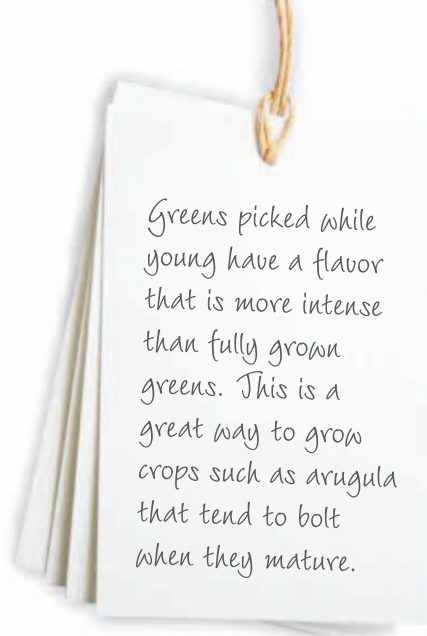 Greens picked while
young have a flavor
that is more intense
than fully grown
greens. This is a
great way to grow
crops such as arugula
that tend to bolt
when they mature.